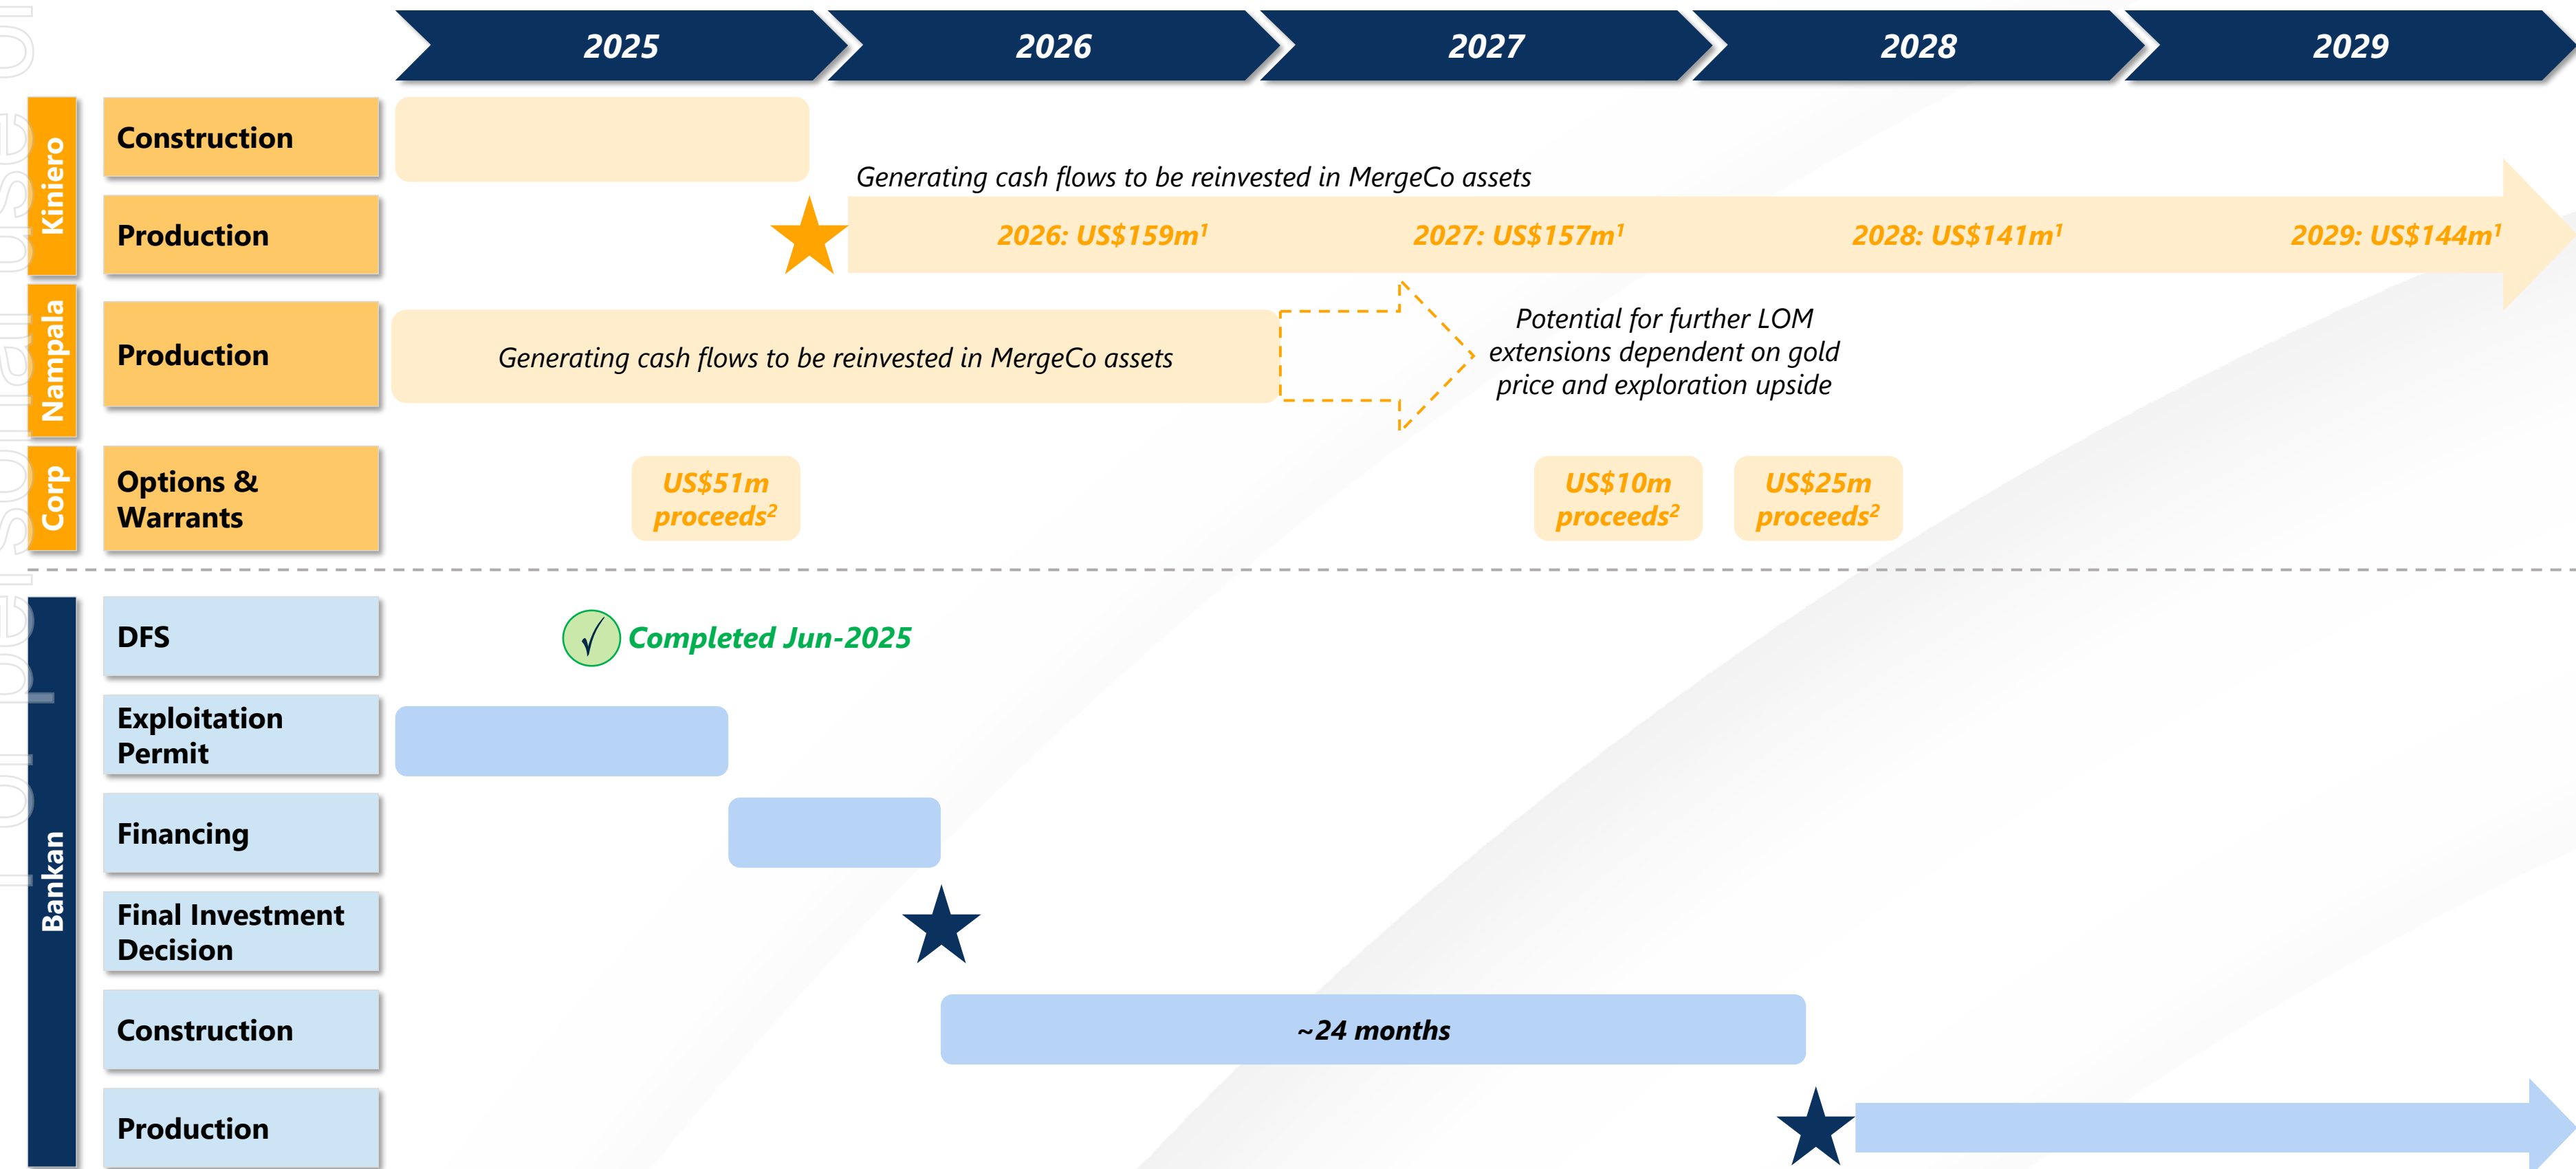 2025
2026
2027
2028
2029
Kiniero
Construction
Generating cash flows to be reinvested in MergeCo assets
Production
2026: US$159m¹
2027: US$157m¹
2028: US$141m¹
2029: US$144m¹
Nampala
Production
Generating cash flows to be reinvested in MergeCo assets
Potential for further LOM
extensions dependent on gold
price and exploration upside
Corp
Options &
Warrants
US$51m
proceeds²
US$10m
proceeds²
US$25m
proceeds²
Bankan
DFS
Completed Jun-2025
Exploitation
Permit
Financing
Final Investment
Decision
Construction
~24 months
Production